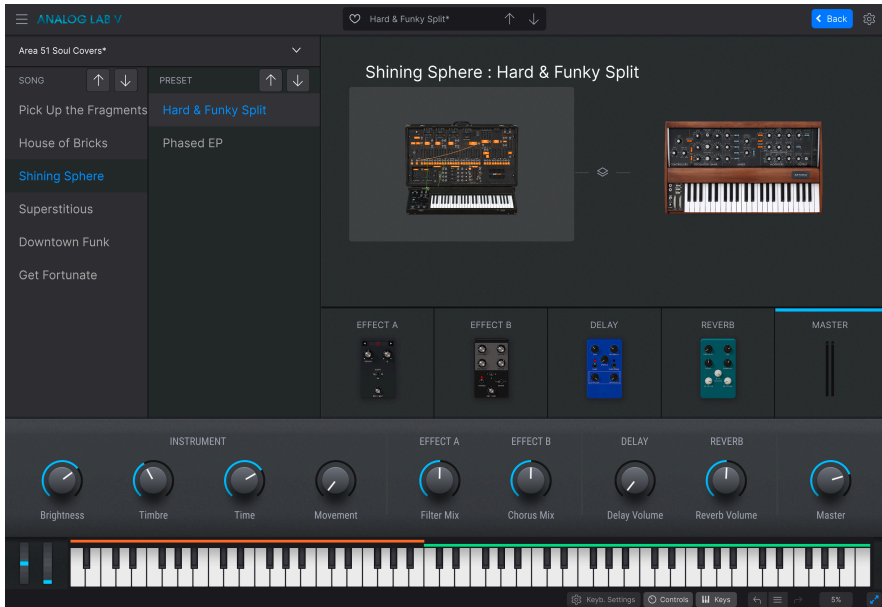 ANALOG LAB V
Hard & Funky Split*
Back
Area 51 Soul Covers*
SONG
PRESET
Pick Up the Fragments
House of Bricks
Shining Sphere
Superstitious
Downtown Funk
Get Fortunate
Hard & Funky Split
Phased EP
Shining Sphere : Hard & Funky Split
EFFECT A
EFFECT B
DELAY
REVERB
MASTER
INSTRUMENT
EFFECT A
EFFECT B
DELAY
REVERB
Brightness
Timbre
Time
Movement
Filter Mix
Chorus Mix
Delay Volume
Reverb Volume
Master
Keyb. Settings
Controls
Keys
5%